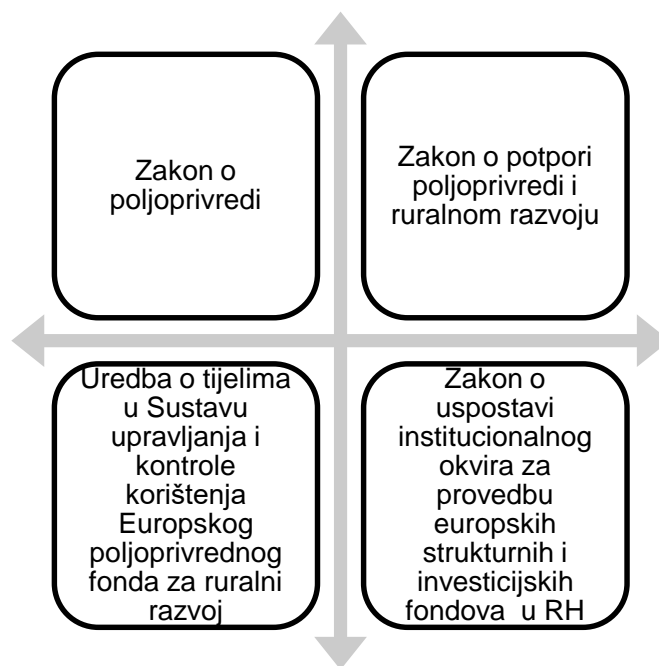 Zakon o
poljoprivredi
Zakon o potpori
poljoprivredi i
ruralnom razvoju
Uredba o tijelima
u Sustavu
upravljanja i
kontrole
korištenja
Europskog
poljoprivrednog
fonda za ruralni
razvoj
Zakon o
uspostavi
institucionalnog
okvira za
provedbu
europskih
strukturnih i
investicijskih
fondova u RH